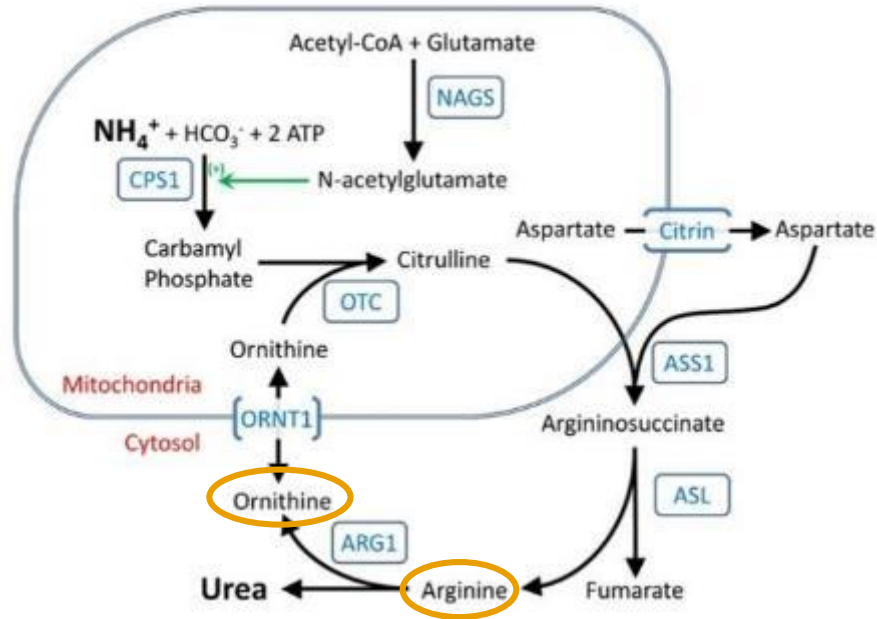 Acetyl-CoA + Glutamate
NAGS
NH₄⁺ + HCO₃⁻ + 2 ATP
CPS1
(+)
N-acetylglutamate
Aspartate
Citrin
Aspartate
Carbamyl
Phosphate
Citrulline
OTC
Ornithine
ASS1
Mitochondria
ORNT1
Argininosuccinate
Cytosol
Ornithine
ASL
ARG1
Urea
Arginine
Fumarate